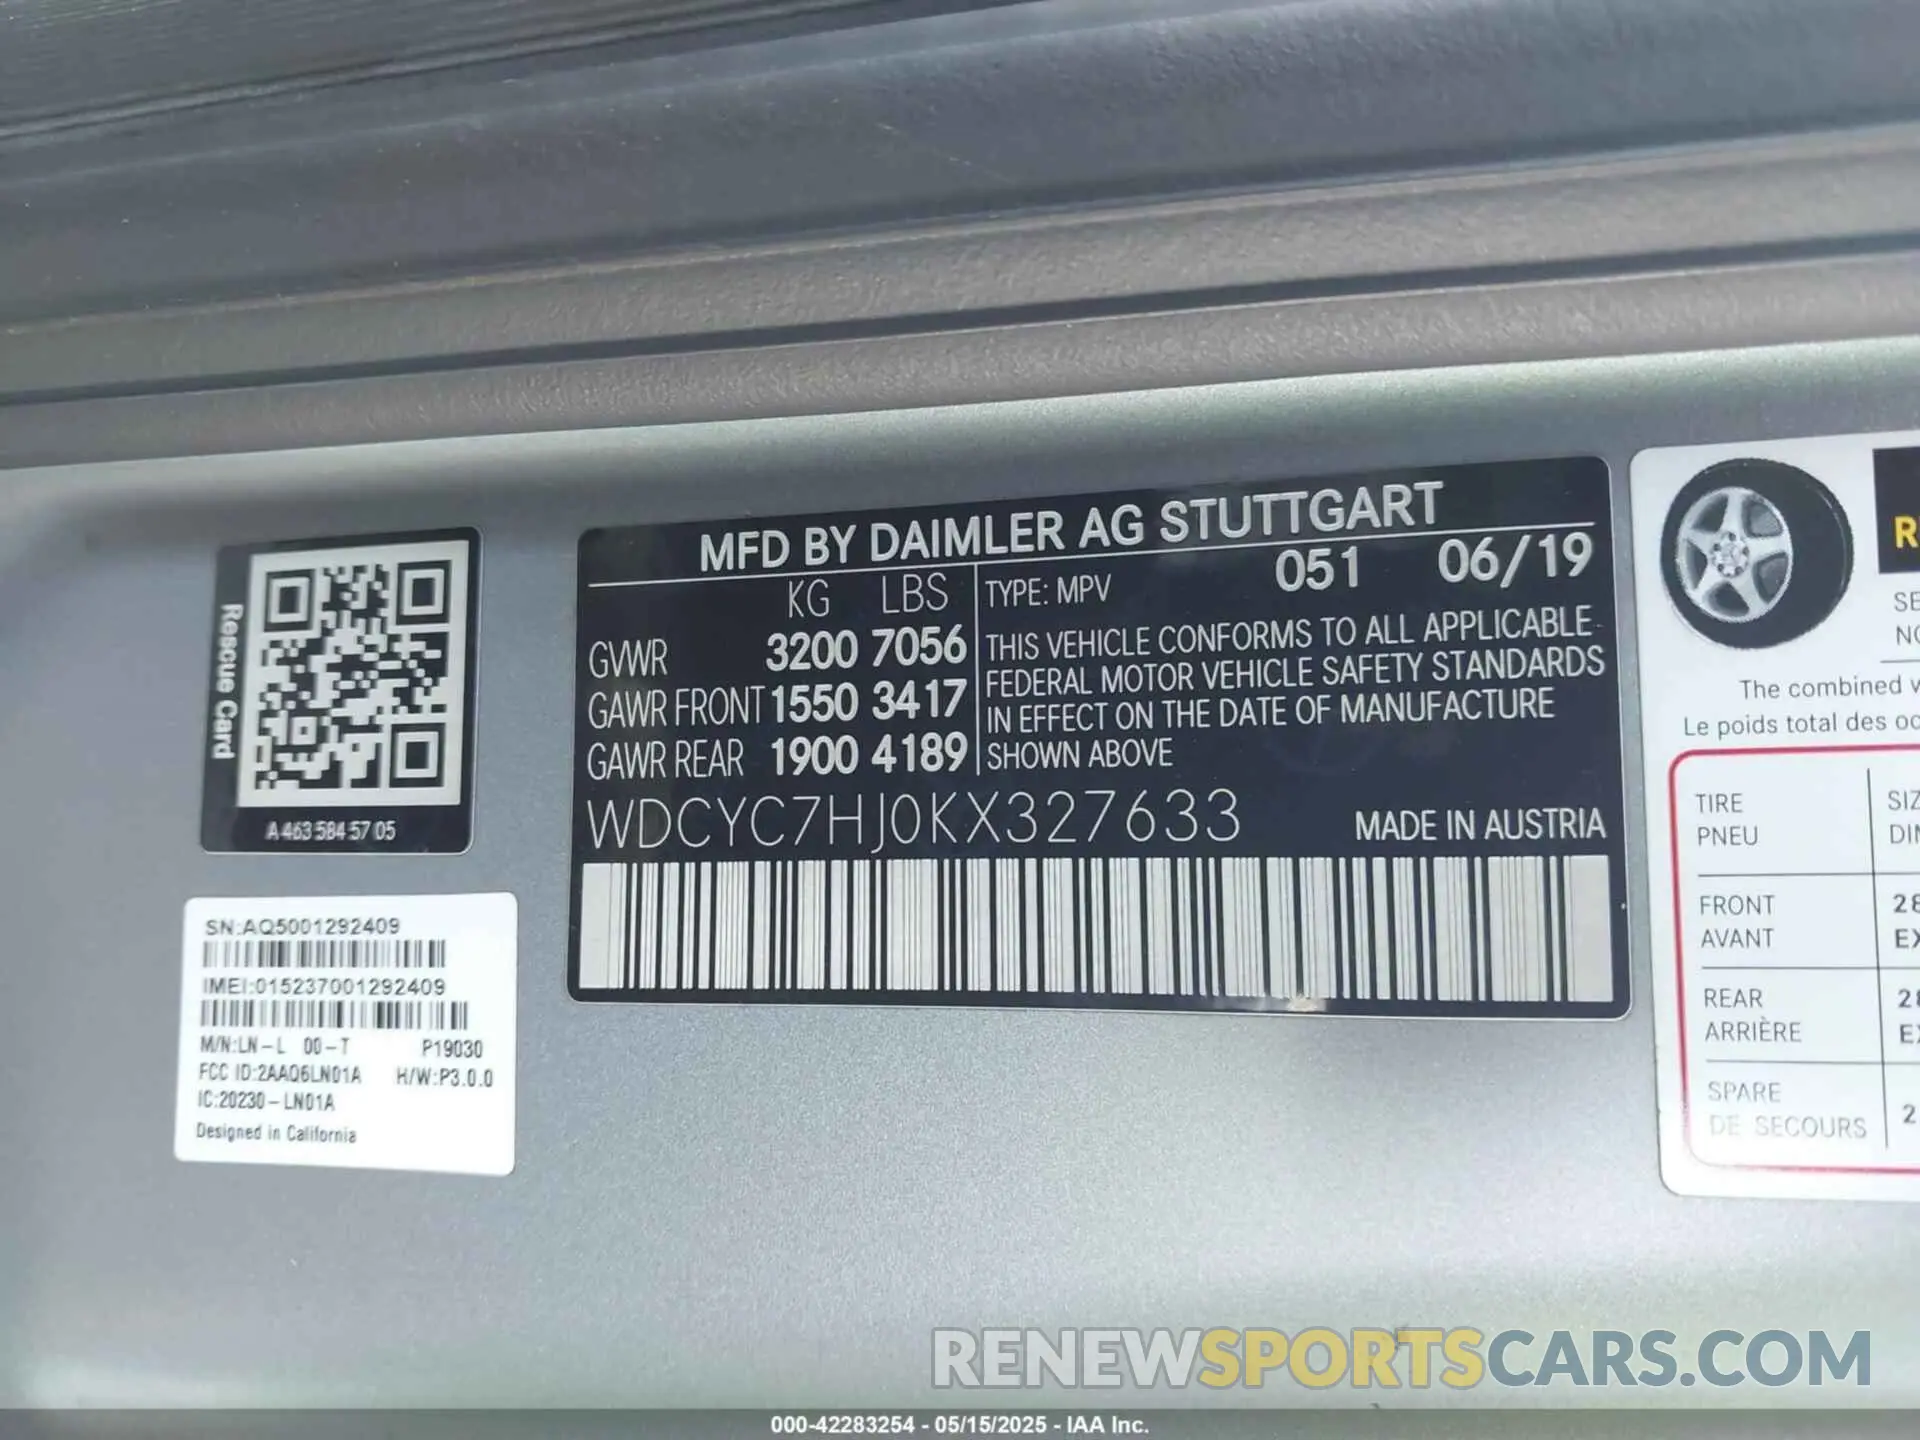 MFD BY DAIMLER AG STUTTGART
051 06/19
KG LBS
TYPE: MPV
GVWR 3200 7056
GAWR FRONT 1550 3417
GAWR REAR 1900 4189
THIS VEHICLE CONFORMS TO ALL APPLICABLE
FEDERAL MOTOR VEHICLE SAFETY STANDARDS
IN EFFECT ON THE DATE OF MANUFACTURE
SHOWN ABOVE
WDCYC7HJ0KX327633
MADE IN AUSTRIA
Rescue Card
A 463 584 57 05
SN:AQ5001292409
IMEI:015237001292409
M/N:LN-L 00-T P19030
FCC ID:2AAQ6LN01A H/W:P3.0.0
IC:20230-LN01A
Designed in California
The combined
Le poids total des
TIRE
PNEU
FRONT
AVANT
REAR
ARRIÈRE
SPARE
DE SECOURS
RENEWSPORTSCARS.COM
000-42283254 - 05/15/2025 - IAA Inc.